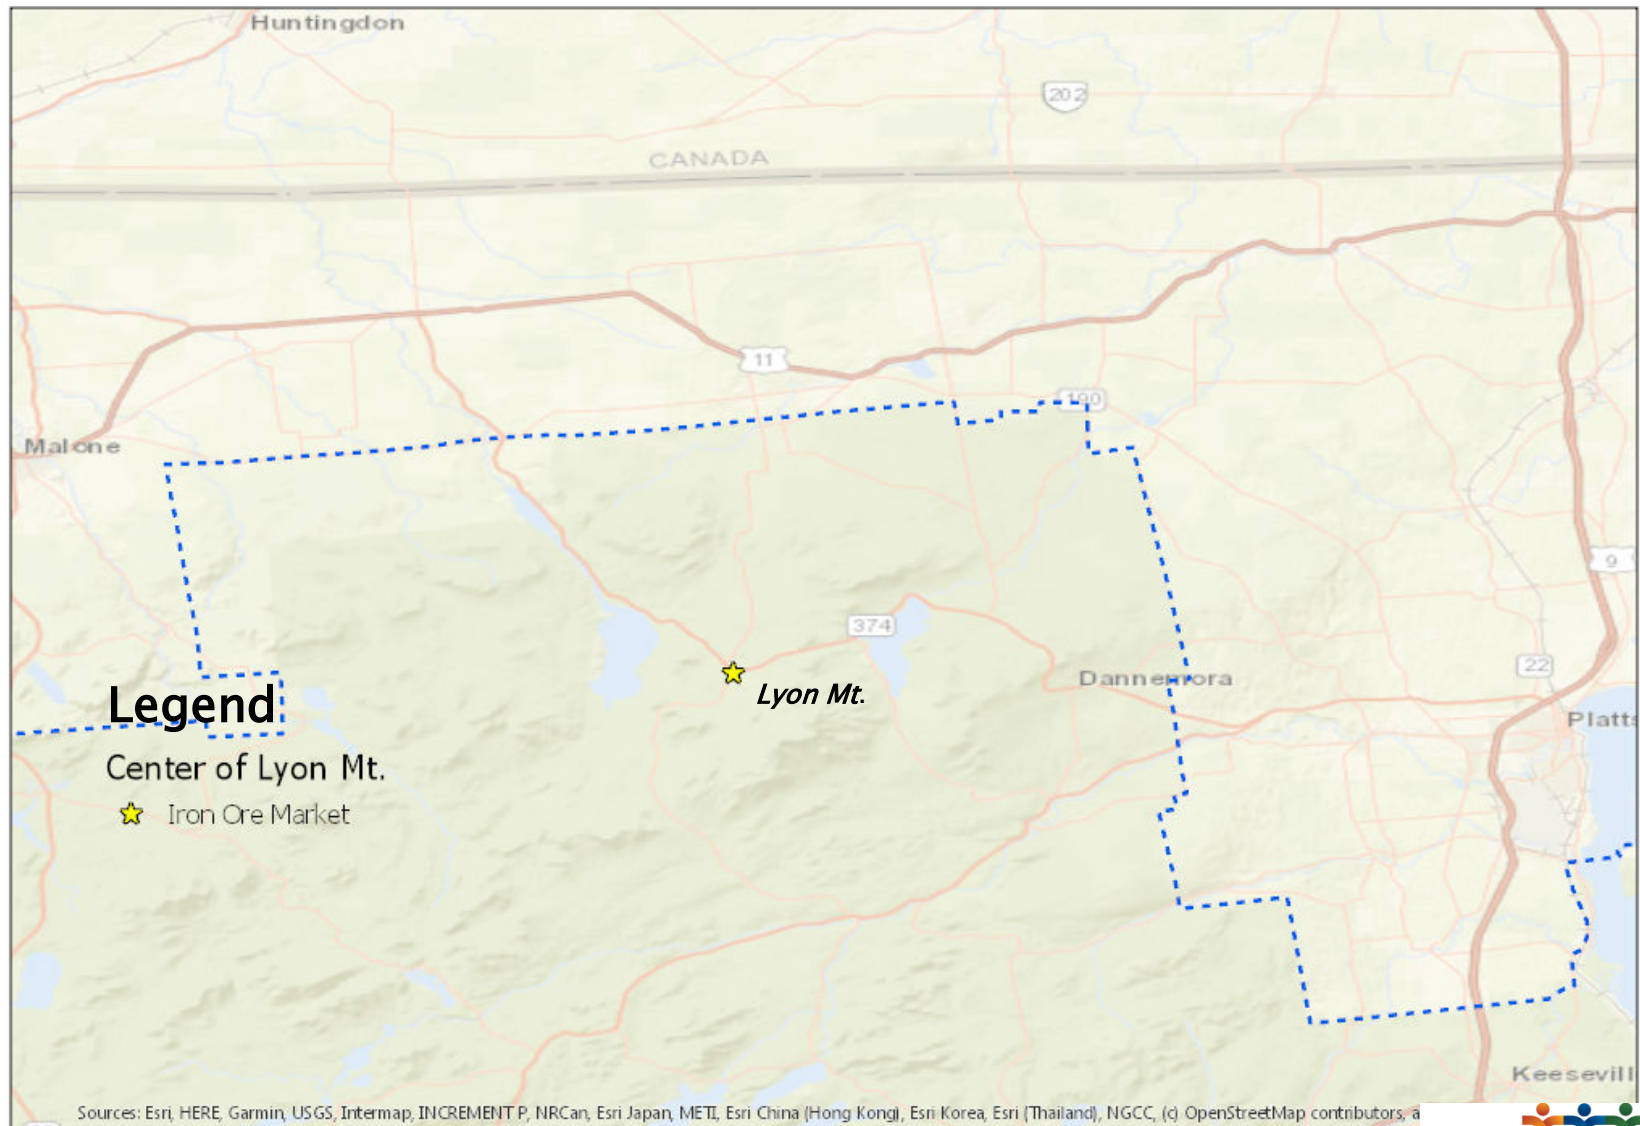 Huntingdon
202
CANADA
11
190
Malone
9
374
22
Lyon Mt.
Dannemora
Legend
Platts
Center of Lyon Mt.
Iron Ore Market
Keesevill
Sources: Esri, HERE, Garmin, USGS, Intermap, INCREMENT P, NRCan, Esri Japan, METI, Esri China (Hong Kong), Esri Korea, Esri (Thailand), NGCC, (c) OpenStreetMap contributors, a